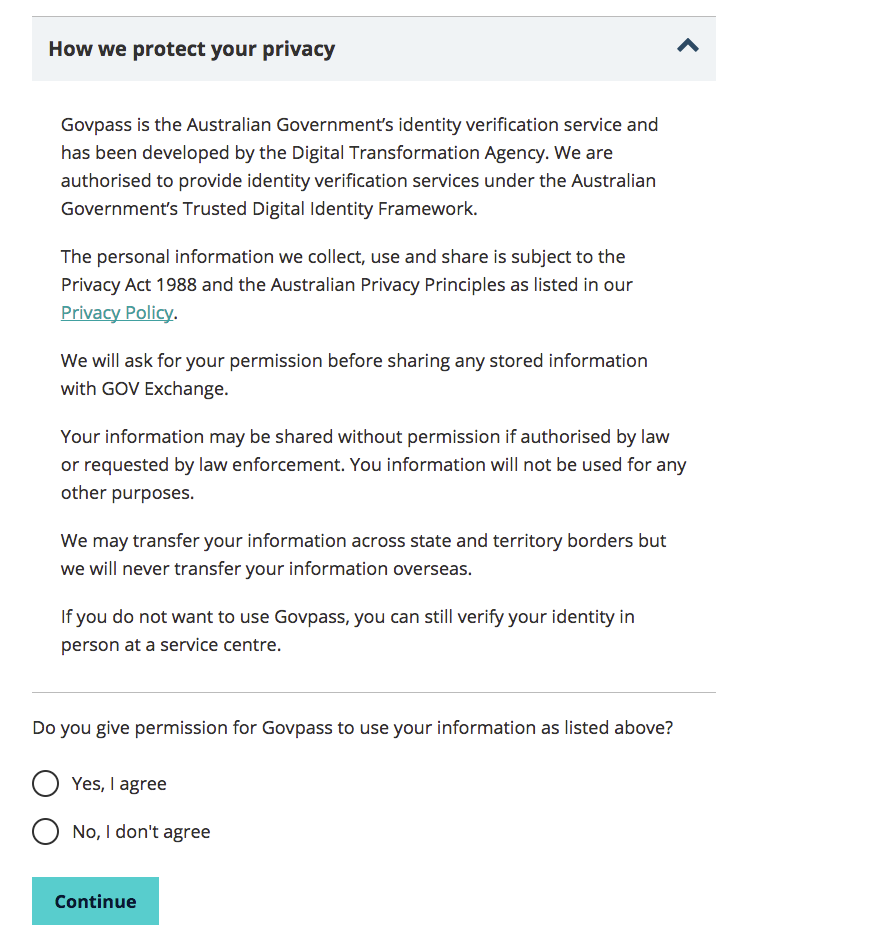 How we protect your privacy
Govpass is the Australian Government’s identity verification service and
has been developed by the Digital Transformation Agency. We are
authorised to provide identity verification services under the Australian
Government’s Trusted Digital Identity Framework.
The personal information we collect, use and share is subject to the
Privacy Act 1988 and the Australian Privacy Principles as listed in our
Privacy Policy.
We will ask for your permission before sharing any stored information
with GOV Exchange.
Your information may be shared without permission if authorised by law
or requested by law enforcement. You information will not be used for any
other purposes.
We may transfer your information across state and territory borders but
we will never transfer your information overseas.
If you do not want to use Govpass, you can still verify your identity in
person at a service centre.
Do you give permission for Govpass to use your information as listed above?
Yes, I agree
No, I don't agree
Continue